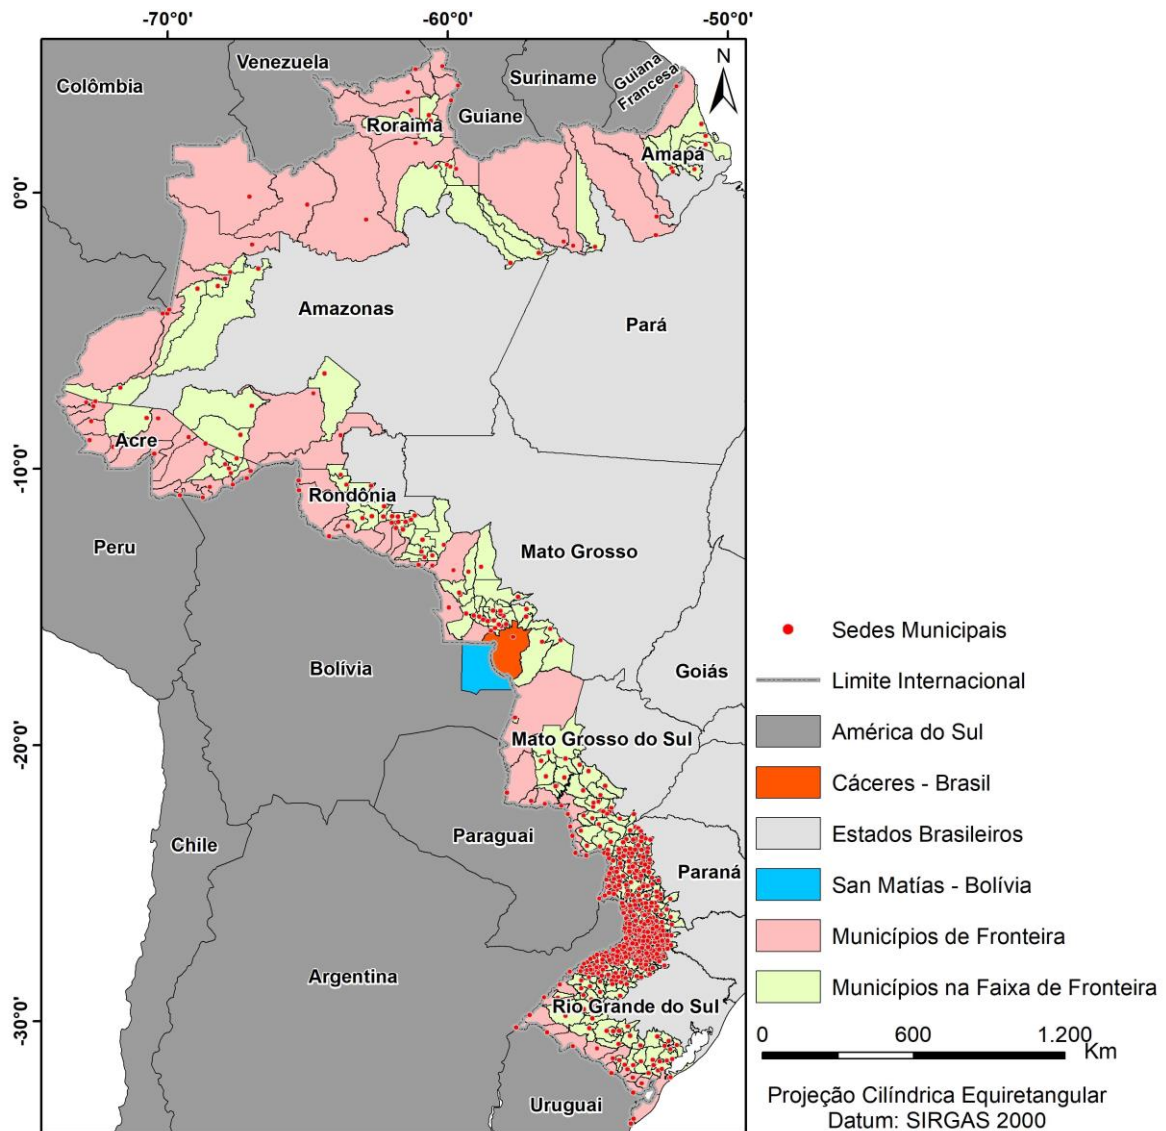 -70°0' -60°0' -50°0'
N
Venezuela
Colômbia
Suriname
Guiana
Francesa
Guiane
Roraima
Amapá
0°0'
Amazonas
Pará
Acre
-10°0'
Rondônia
Peru
Mato Grosso
Bolívia
Goiás
-20°0'
Mato Grosso do Sul
Paraguai
Chile
Paraná
Argentina
Rio Grande do Sul
-30°0'
Uruguai
Sedes Municipais
Limite Internacional
América do Sul
Cáceres - Brasil
Estados Brasileiros
San Matías - Bolívia
Municípios de Fronteira
Municípios na Faixa de Fronteira
0 600 1.200
Km
Projeção Cilíndrica Equiretangular
Datum: SIRGAS 2000